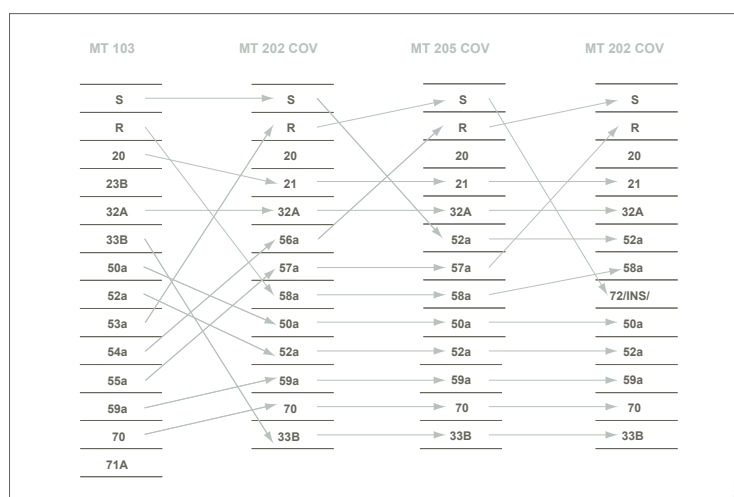 MT 103 MT 202 COV MT 205 COV MT 202 COV
S S S S
R R R R
20 20 20 20
23B 21 21 21
32A 32A 32A 32A
33B 56a 52a 52a
50a 57a 57a 58a
52a 58a 58a 72/INS/
53a 50a 50a 50a
54a 52a 52a 52a
55a 59a 59a 59a
59a 70 70 70
70 33B 33B 33B
71A